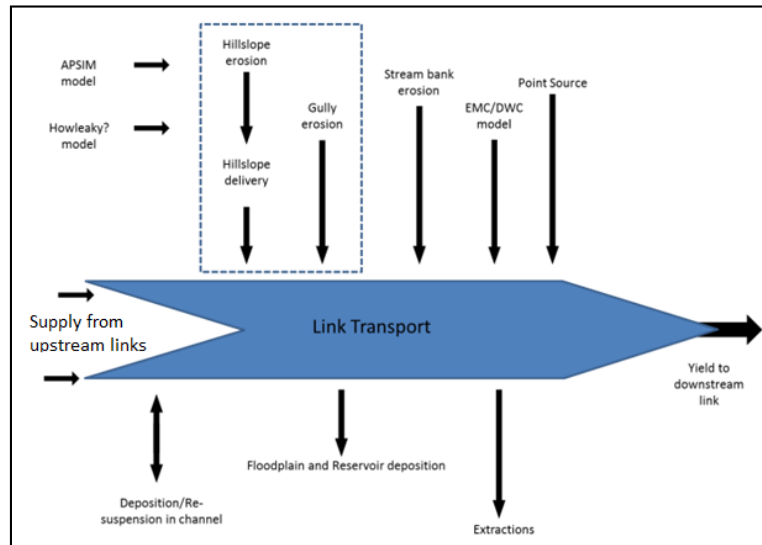 APSIM
model
Howleaky?
model
Hillslope
erosion
Hillslope
delivery
Gully
erosion
Stream bank
erosion
EMC/DWC
model
Point Source
Supply from
upstream links
Link Transport
Yield to
downstream
link
Deposition/Re-
suspension in channel
Floodplain and Reservoir deposition
Extractions